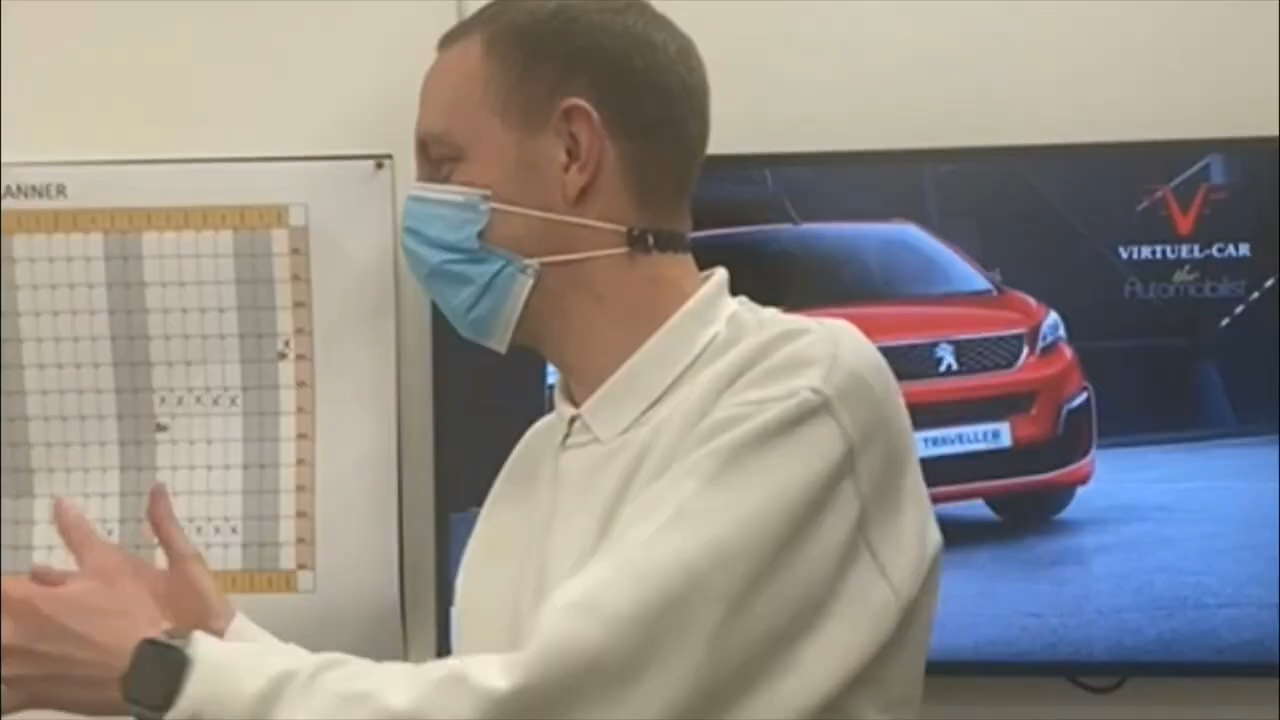 ANNER
VIRTUEL-CAR
the
Automobilist
TRAVELLER
X X X X X
X X X